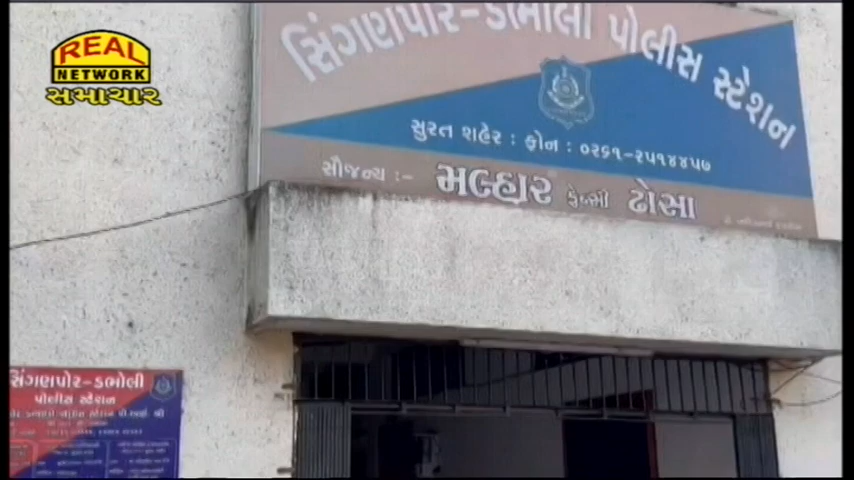 REAL
NETWORK
સમાચાર
સિંગણપોર-ડભોલી પોલીસ સ્ટેશન
સુરત શહેર : ફોન : ૦૨૬૧-૨૫૧૪૪૫૭
સૌજન્ય :- મલ્હાર ફેન્સી ઢોસા
સિંગણપોર-ડભોલી
પોલીસ સ્ટેશન